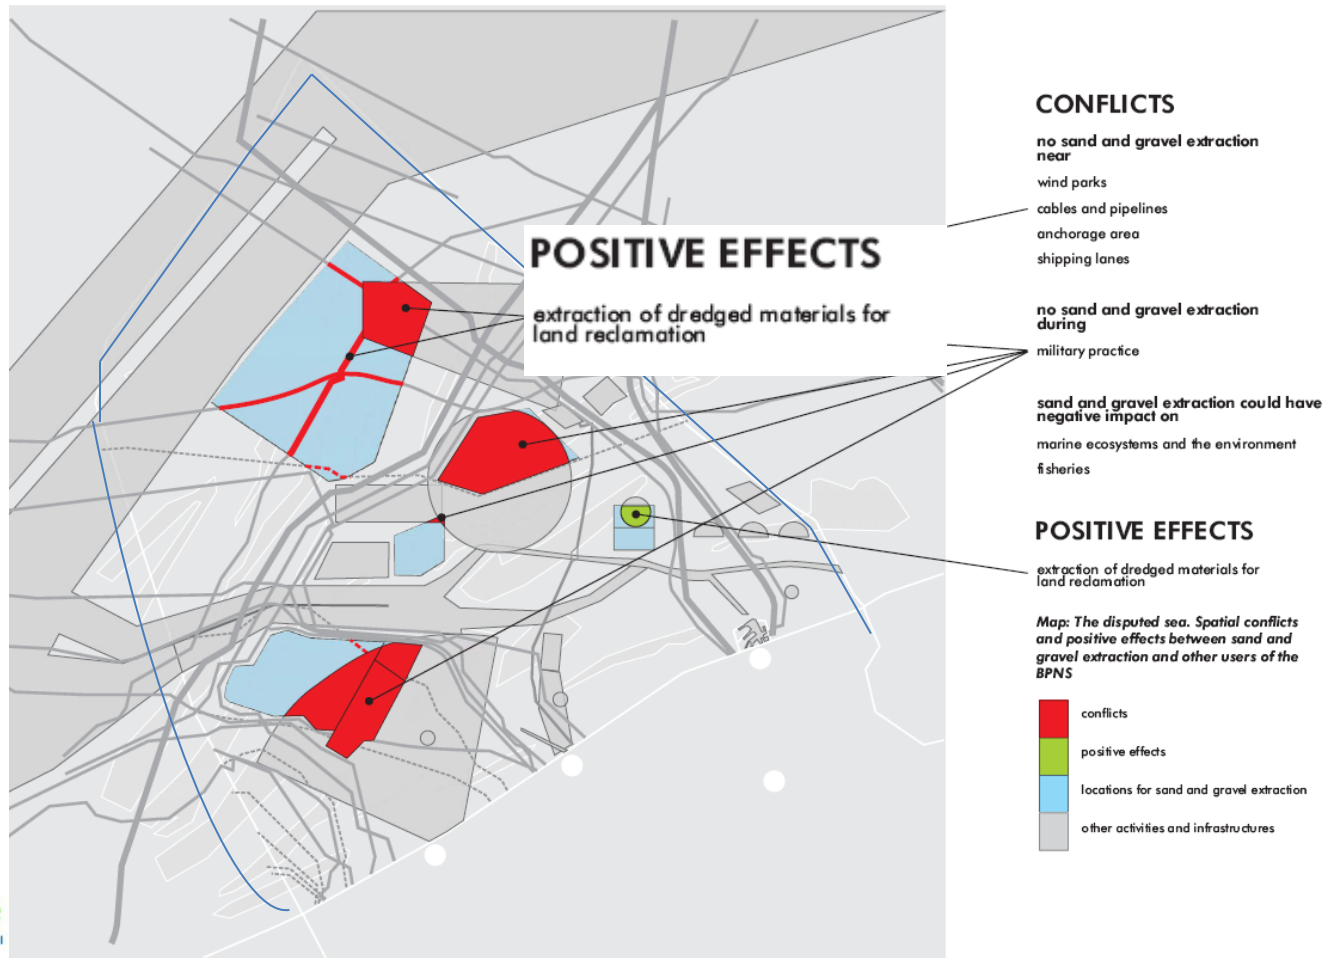 POSITIVE EFFECTS
extraction of dredged materials for
land reclamation
CONFLICTS
no sand and gravel extraction
near
wind parks
cables and pipelines
anchorage area
shipping lanes
no sand and gravel extraction
during
military practice
sand and gravel extraction could have
negative impact on
marine ecosystems and the environment
fisheries
POSITIVE EFFECTS
extraction of dredged materials for
land reclamation
Map: The disputed sea. Spatial conflicts
and positive effects between sand and
gravel extraction and other users of the
BPNS
conflicts
positive effects
locations for sand and gravel extraction
other activities and infrastructures